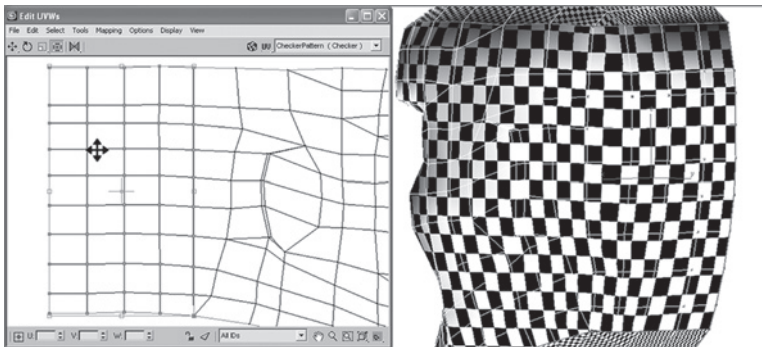 Edit UVWs
File Edit Select Tools Mapping Options Display View
UV CheckerPattern ( Checker )
U: V: W: All IDs